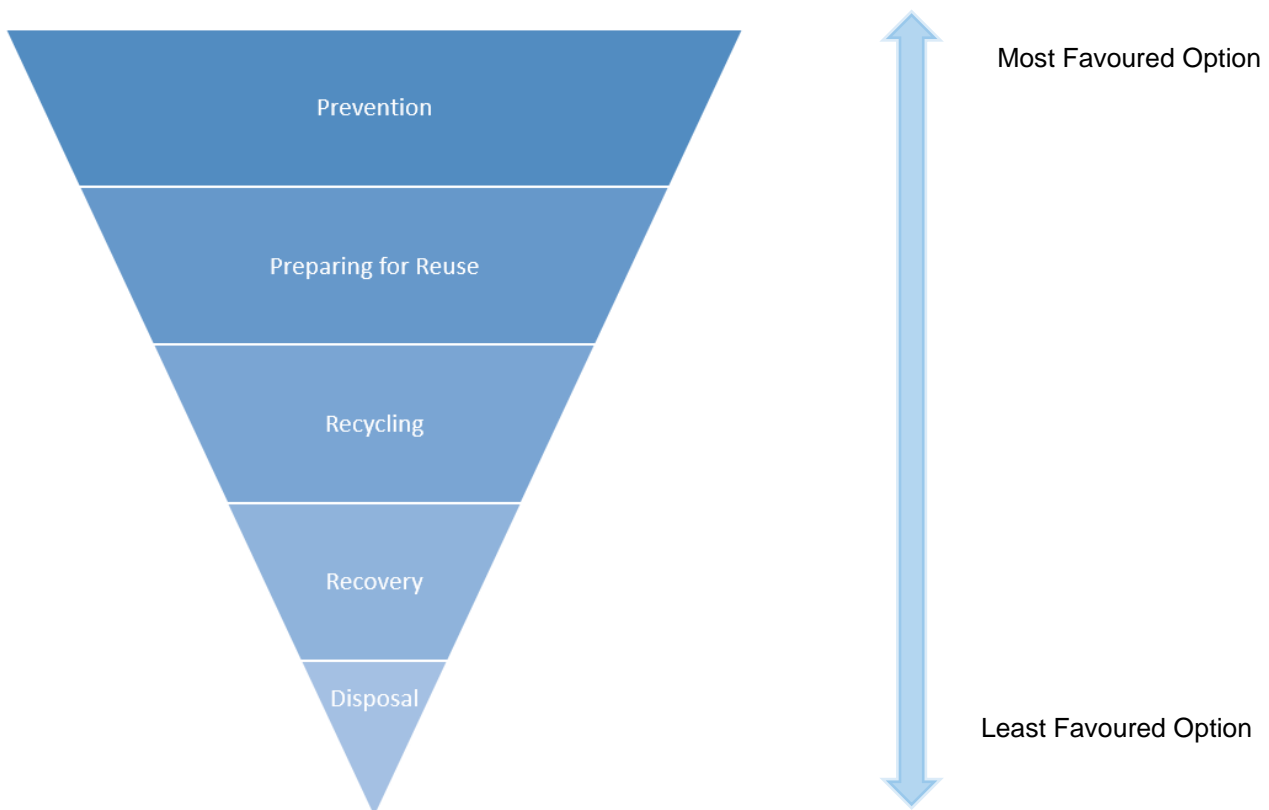 Most Favoured Option
Prevention
Preparing for Reuse
Recycling
Recovery
Disposal
Least Favoured Option